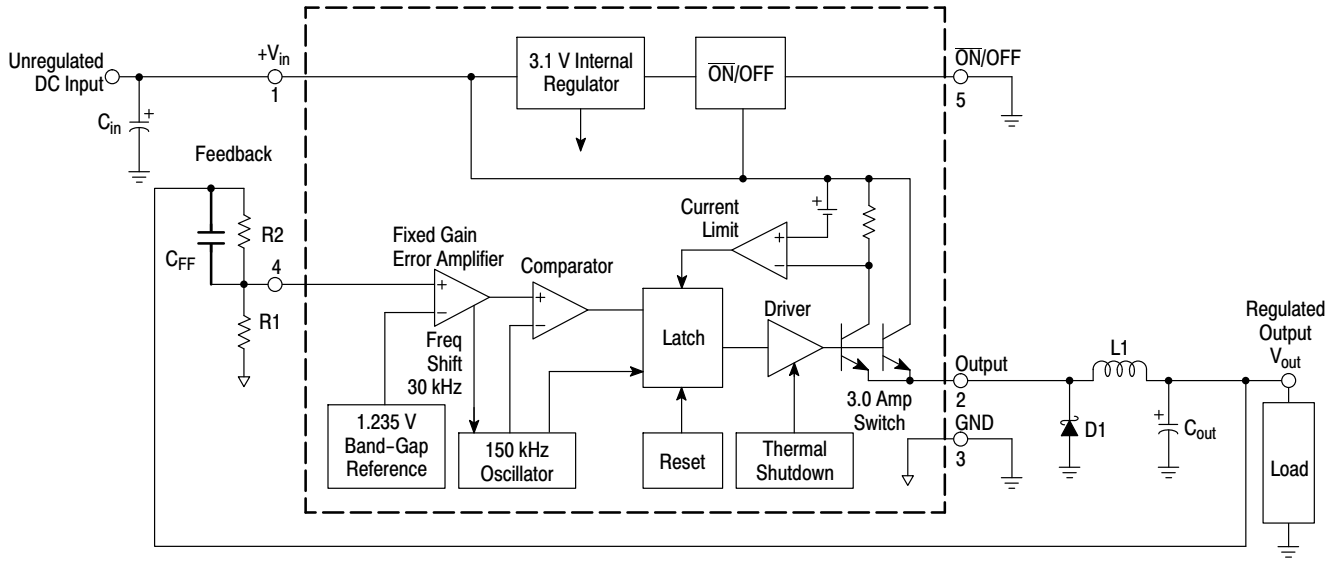 Unregulated
DC Input
+Vin
1
Cin
3.1 V Internal
Regulator
ON/OFF
ON/OFF
5
Feedback
R2
CFF
4
R1
Fixed Gain
Error Amplifier
Comparator
Current
Limit
Freq
Shift
30 kHz
Latch
Driver
1.235 V
Band-Gap
Reference
150 kHz
Oscillator
Reset
Thermal
Shutdown
3.0 Amp
Switch
Output
2
GND
3
D1
L1
Cout
Regulated
Output
Vout
Load